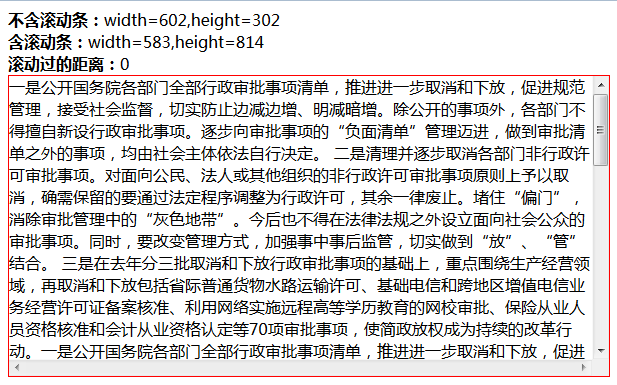 不含滚动条：width=602,height=302
含滚动条：width=583,height=814
滚动过的距离：0
一是公开国务院各部门全部行政审批事项清单，推进进一步取消和下放，促进规范
管理，接受社会监督，切实防止边减边增、明减暗增。除公开的事项外，各部门不
得擅自新设行政审批事项。逐步向审批事项的“负面清单”管理迈进，做到审批清
单之外的事项，均由社会主体依法自行决定。 二是清理并逐步取消各部门非行政许
可审批事项。对面向公民、法人或其他组织的非行政许可审批事项原则上予以取
消，确需保留的要通过法定程序调整为行政许可，其余一律废止。堵住“偏门”，
消除审批管理中的“灰色地带”。今后也不得在法律法规之外设立面向社会公众的
审批事项。同时，要改变管理方式，加强事中事后监管，切实做到“放”、“管”
结合。 三是在去年分三批取消和下放行政审批事项的基础上，重点围绕生产经营领
域，再取消和下放包括省际普通货物水路运输许可、基础电信和跨地区增值电信业
务经营许可证备案核准、利用网络实施远程高等学历教育的网校审批、保险从业人
员资格核准和会计从业资格认定等70项审批事项，使简政放权成为持续的改革行
动。一是公开国务院各部门全部行政审批事项清单，推进进一步取消和下放，促进